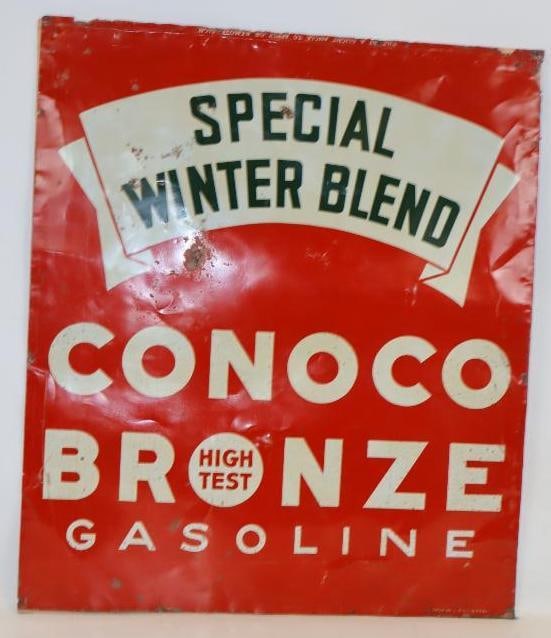 SPECIAL
WINTER BLEND
CONOCO
BRONZE
HIGH
TEST
GASOLINE